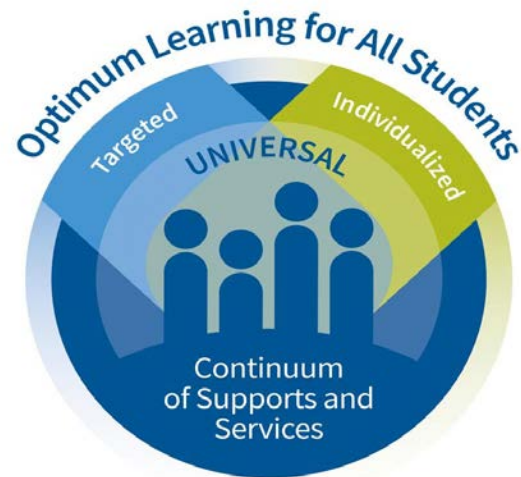 Optimum Learning for All Students
Targeted
Individualized
UNIVERSAL
Continuum
of Supports and
Services